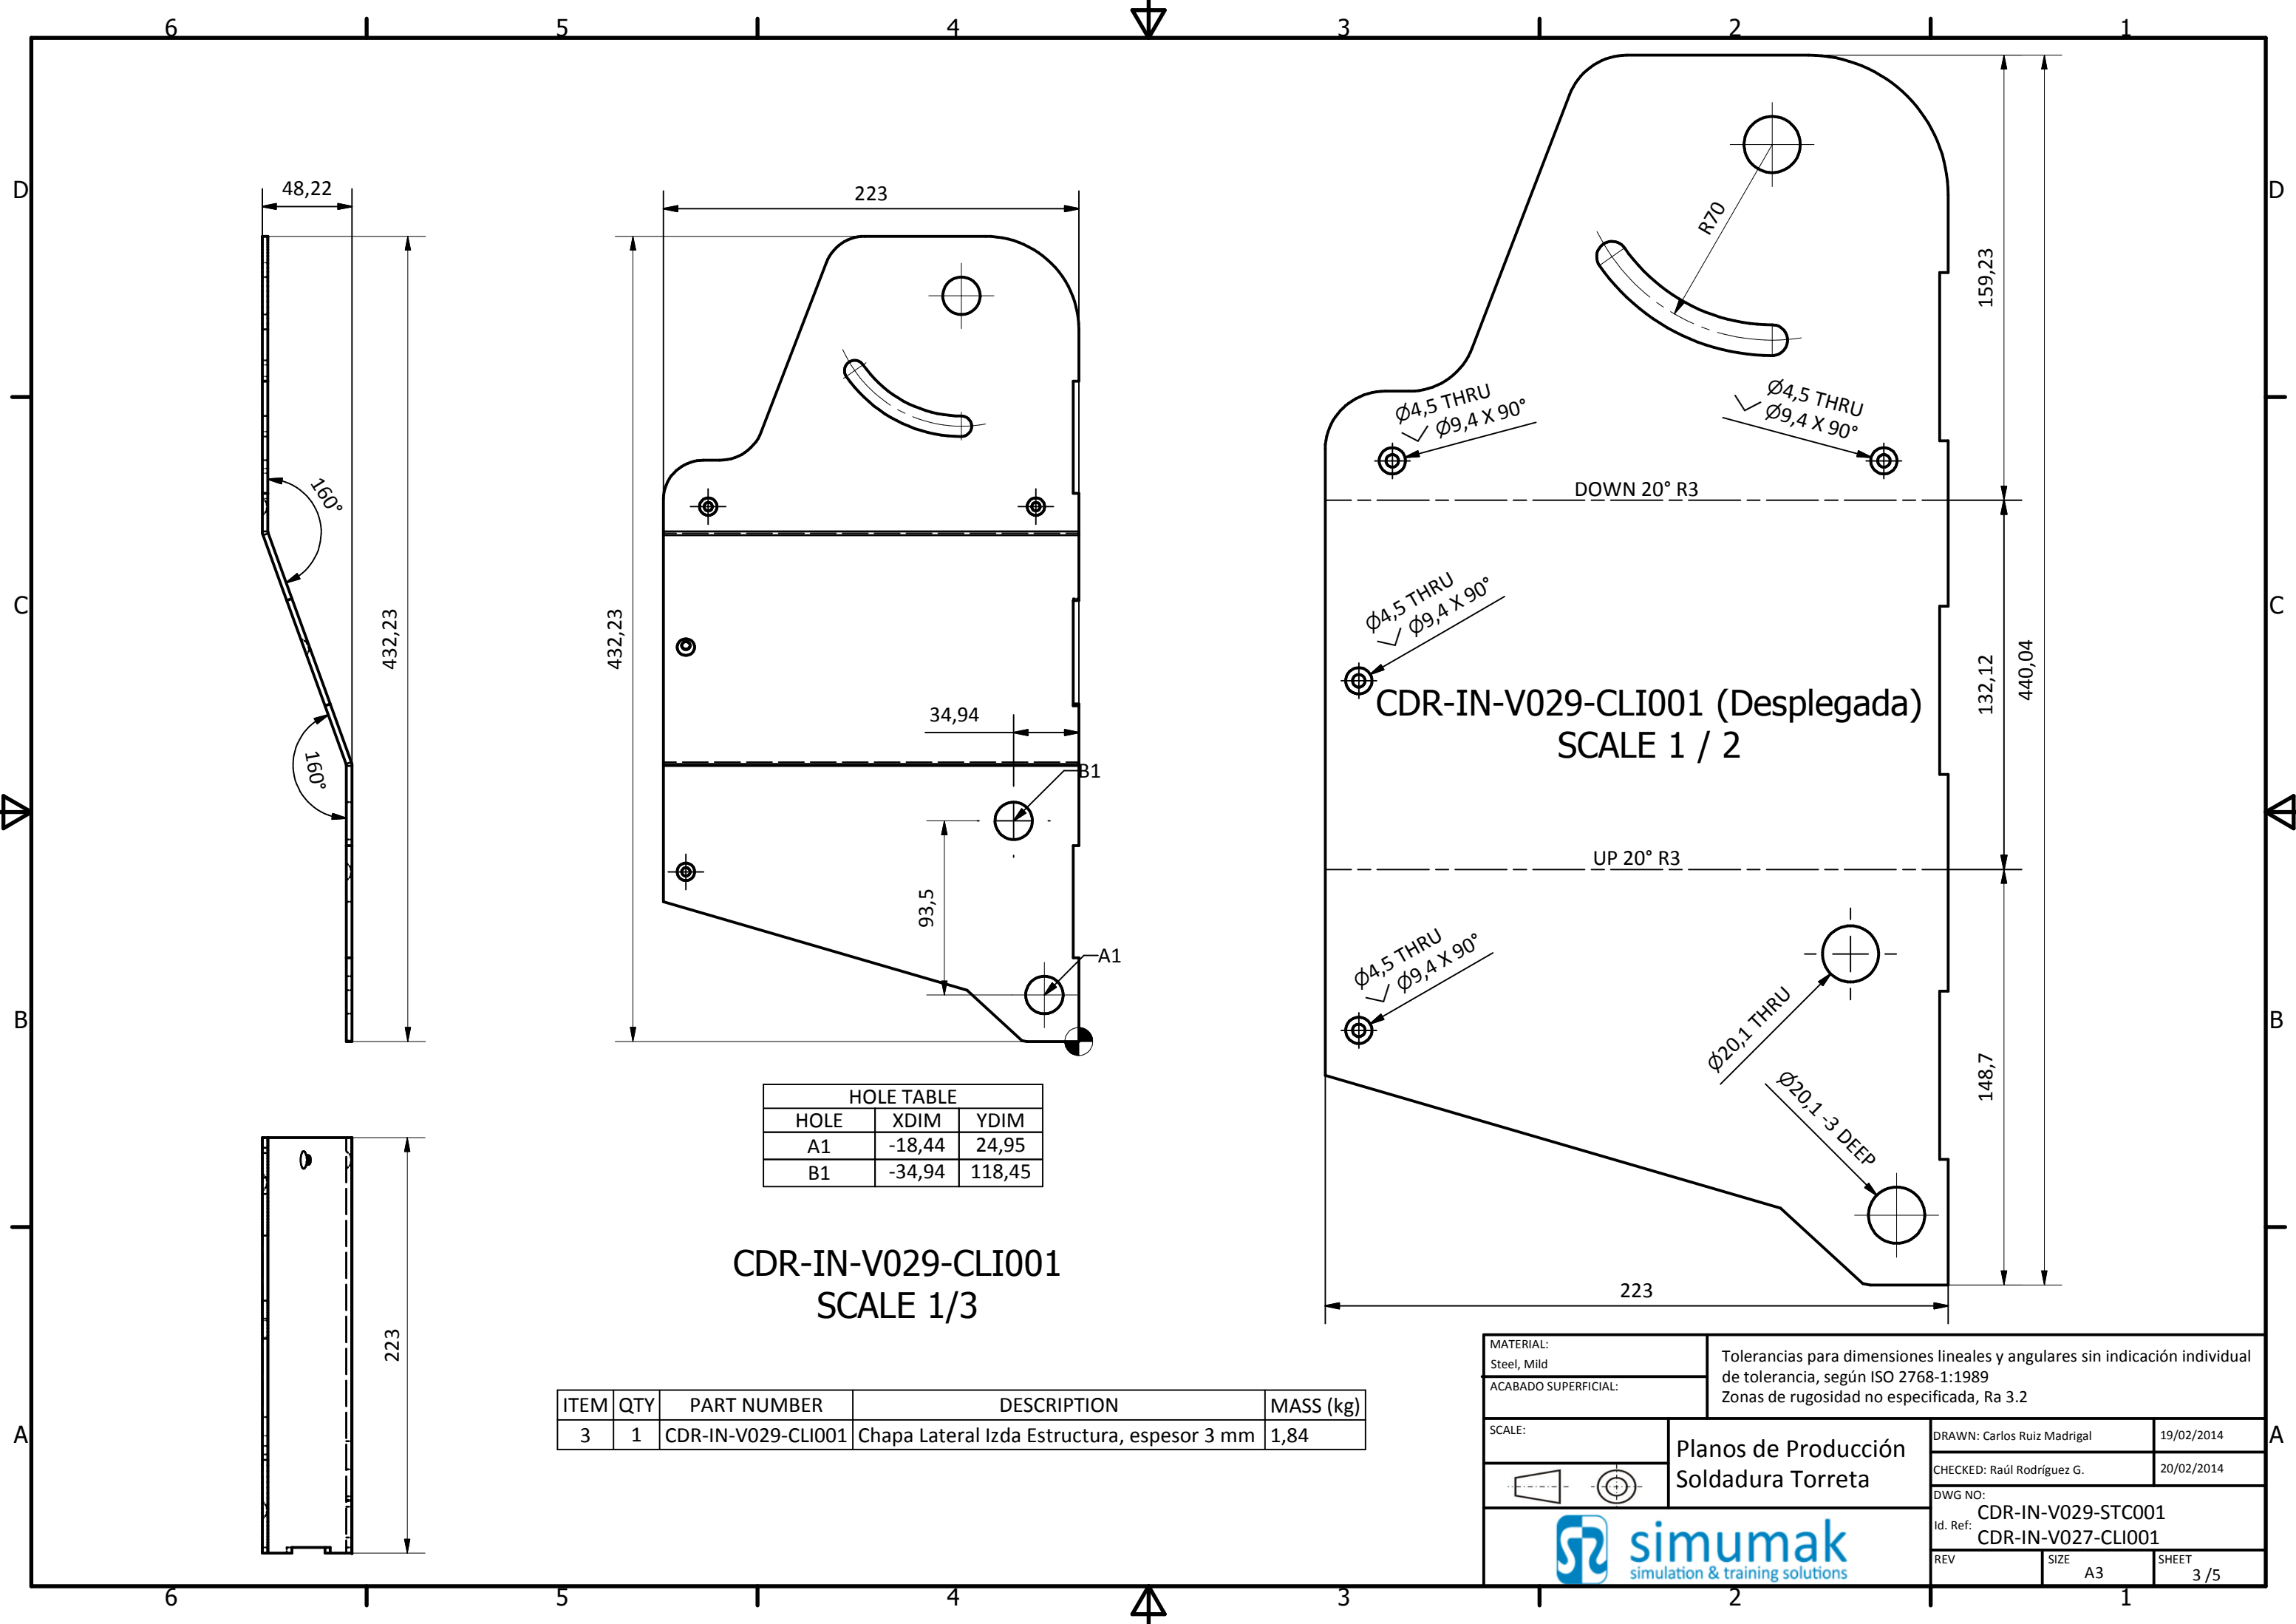 6
5
4
3
2
1
D
D
C
C
B
B
A
A
48,22
160°
160°
432,23
223
223
432,23
34,94
93,5
B1
A1
HOLE TABLE
HOLE XDIM YDIM
A1 -18,44 24,95
B1 -34,94 118,45
CDR-IN-V029-CLI001
SCALE 1/3
R70
Ø4,5 THRU
Ø9,4 X 90°
Ø4,5 THRU
Ø9,4 X 90°
DOWN 20° R3
Ø4,5 THRU
Ø9,4 X 90°
CDR-IN-V029-CLI001 (Desplegada)
SCALE 1 / 2
UP 20° R3
Ø4,5 THRU
Ø9,4 X 90°
Ø20,1 THRU
Ø20,1 -3 DEEP
159,23
132,12
440,04
148,7
223
ITEM QTY PART NUMBER DESCRIPTION MASS (kg)
3 1 CDR-IN-V029-CLI001 Chapa Lateral Izda Estructura, espesor 3 mm 1,84
MATERIAL:
Steel, Mild
ACABADO SUPERFICIAL:
Tolerancias para dimensiones lineales y angulares sin indicación individual
de tolerancia, según ISO 2768-1:1989
Zonas de rugosidad no especificada, Ra 3.2
SCALE:
Planos de Producción
Soldadura Torreta
DRAWN: Carlos Ruiz Madrigal 19/02/2014
CHECKED: Raúl Rodríguez G. 20/02/2014
DWG NO:
CDR-IN-V029-STC001
Id. Ref:
CDR-IN-V027-CLI001
REV
SIZE
A3
SHEET
3 /5
simumak
simulation & training solutions
6
5
4
3
2
1